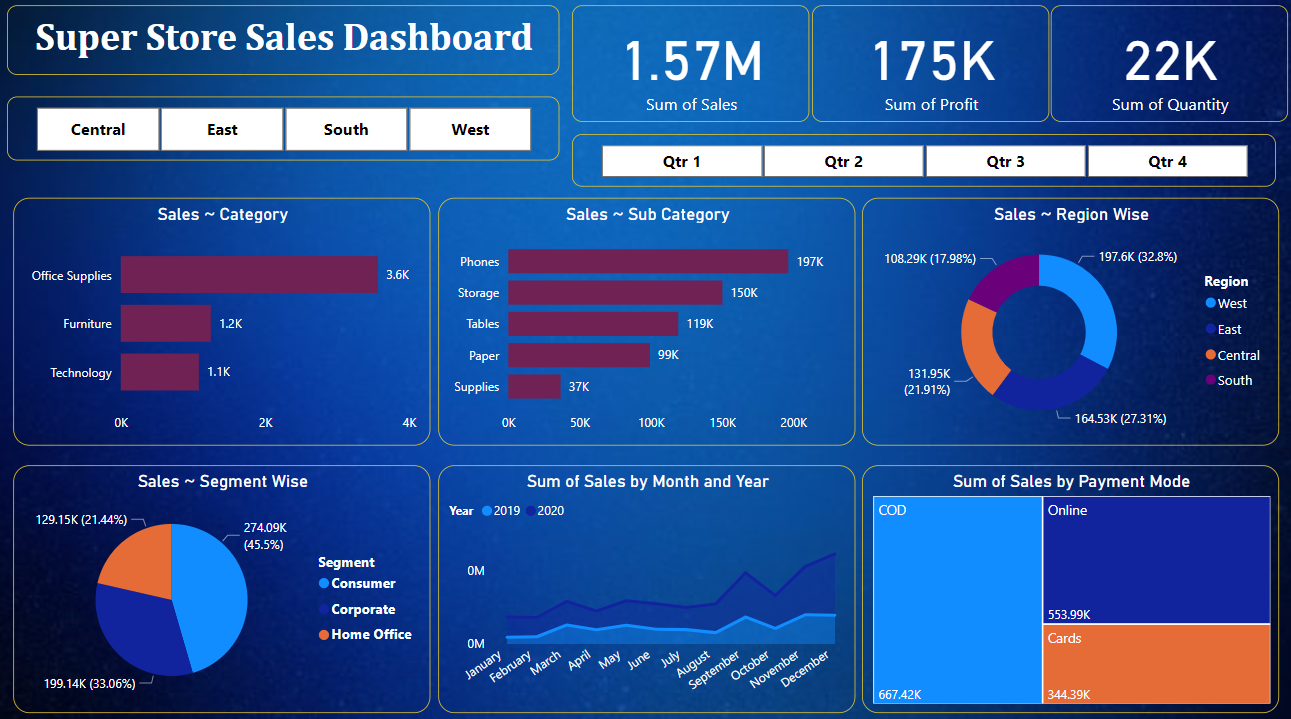 Super Store Sales Dashboard
1.57M
Sum of Sales
175K
Sum of Profit
22K
Sum of Quantity
Central
East
South
West
Qtr 1
Qtr 2
Qtr 3
Qtr 4
Sales ~ Category
Office Supplies
3.6K
Furniture
1.2K
Technology
1.1K
0K
2K
4K
Sales ~ Sub Category
Phones
197K
Storage
150K
Tables
119K
Paper
99K
Supplies
37K
0K
50K
100K
150K
200K
Sales ~ Region Wise
108.29K (17.98%)
197.6K (32.8%)
131.95K
(21.91%)
164.53K (27.31%)
Region
West
East
Central
South
Sales ~ Segment Wise
129.15K (21.44%)
274.09K
(45.5%)
199.14K (33.06%)
Segment
Consumer
Corporate
Home Office
Sum of Sales by Month and Year
Year
2019
2020
0M
0M
January
February
March
April
May
June
July
August
September
October
November
December
Sum of Sales by Payment Mode
COD
667.42K
Online
553.99K
Cards
344.39K